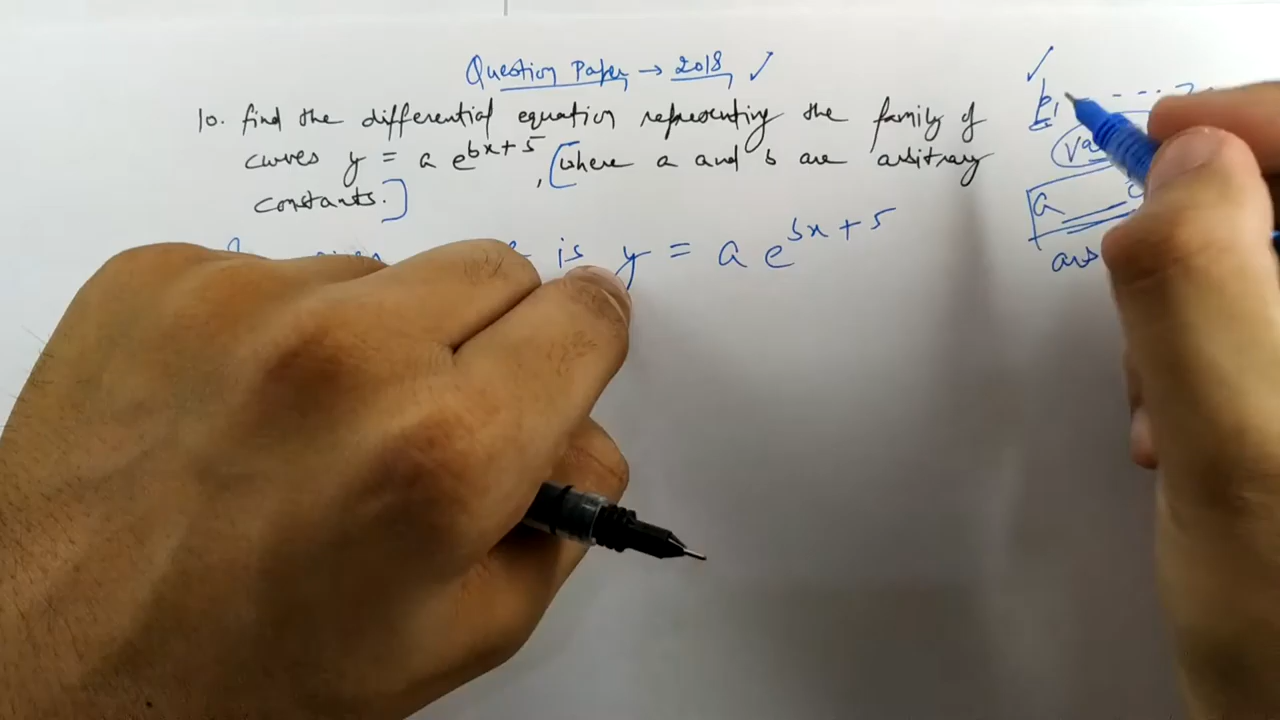 Question Paper → 2018 ✓
10. find the differential equation representing the family of
curves y = a e^{bx+5}, [where a and b are arbitrary
constants.]
is y = a e^{bx+5}
✓
a